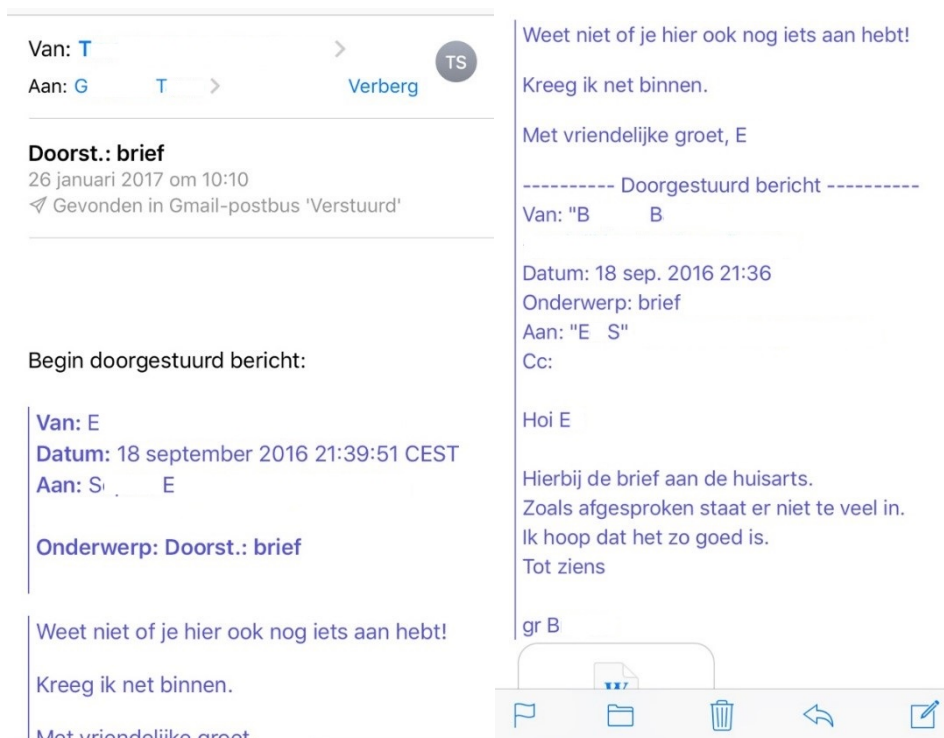 Van: T
Aan: G T
Verberg
TS
Doorst.: brief
26 januari 2017 om 10:10
Gevonden in Gmail-postbus 'Verstuurd'
Begin doorgestuurd bericht:
Van: E
Datum: 18 september 2016 21:39:51 CEST
Aan: S E
Onderwerp: Doorst.: brief
Weet niet of je hier ook nog iets aan hebt!
Kreeg ik net binnen.
Met vriendelijke groet
Weet niet of je hier ook nog iets aan hebt!
Kreeg ik net binnen.
Met vriendelijke groet, E
---------- Doorgestuurd bericht ----------
Van: "B B
Datum: 18 sep. 2016 21:36
Onderwerp: brief
Aan: "E S"
Cc:
Hoi E
Hierbij de brief aan de huisarts.
Zoals afgesproken staat er niet te veel in.
Ik hoop dat het zo goed is.
Tot ziens
gr B
W